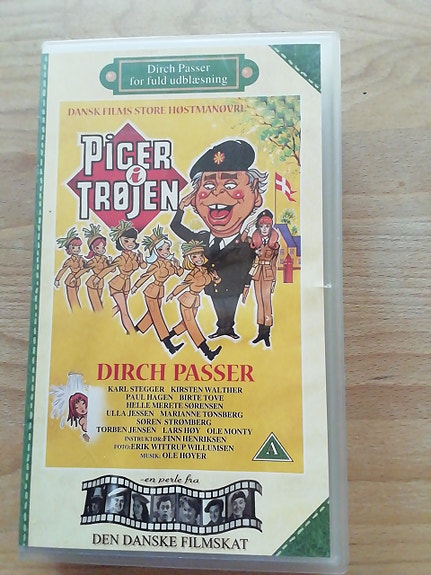 Dirch Passer
for fuld udblæsning
DANSK FILMS STORE HØSTMANØVRE
PIGER
i
TRØJEN
DIRCH PASSER
KARL STEGGER KIRSTEN WALTHER
PAUL HAGEN BIRTE TOVE
HELLE MERETE SØRENSEN
ULLA JESSEN MARIANNE TØNSBERG
SØREN STRØMBERG
TORBEN JENSEN LARS HØY OLE MONTY
INSTRUKTØR: FINN HENRIKSEN
FOTO: ERIK WITTRUP WILLUMSEN
MUSIK: OLE HØYER
A
-en perle fra
DEN DANSKE FILMSKAT